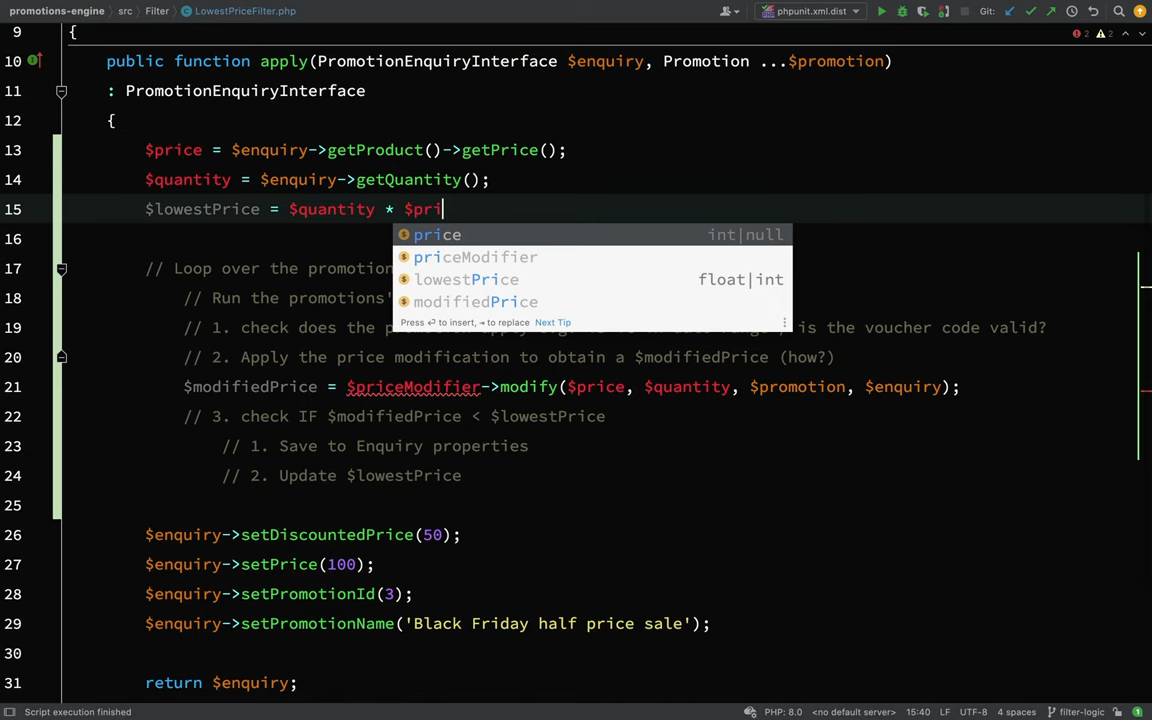 promotions-engine src Filter LowestPriceFilter.php phpunit.xml.dist Git:
9 {
2 2
10 public function apply(PromotionEnquiryInterface $enquiry, Promotion ...$promotion)
11 : PromotionEnquiryInterface
12 {
13 $price = $enquiry->getProduct()->getPrice();
14 $quantity = $enquiry->getQuantity();
15 $lowestPrice = $quantity * $pri
price int|null
16
priceModifier
17 // Loop over the promotion
lowestPrice float|int
18 // Run the promotions'
modifiedPrice
Press ↵ to insert, ⇥ to replace Next Tip
19 // 1. check does the is the voucher code valid?
20 // 2. Apply the price modification to obtain a $modifiedPrice (how?)
21 $modifiedPrice = $priceModifier->modify($price, $quantity, $promotion, $enquiry);
22 // 3. check IF $modifiedPrice < $lowestPrice
23 // 1. Save to Enquiry properties
24 // 2. Update $lowestPrice
25
26 $enquiry->setDiscountedPrice(50);
27 $enquiry->setPrice(100);
28 $enquiry->setPromotionId(3);
29 $enquiry->setPromotionName('Black Friday half price sale');
30
31 return $enquiry;
Script execution finished PHP: 8.0 <no default server> 15:40 LF UTF-8 4 spaces filter-logic 1